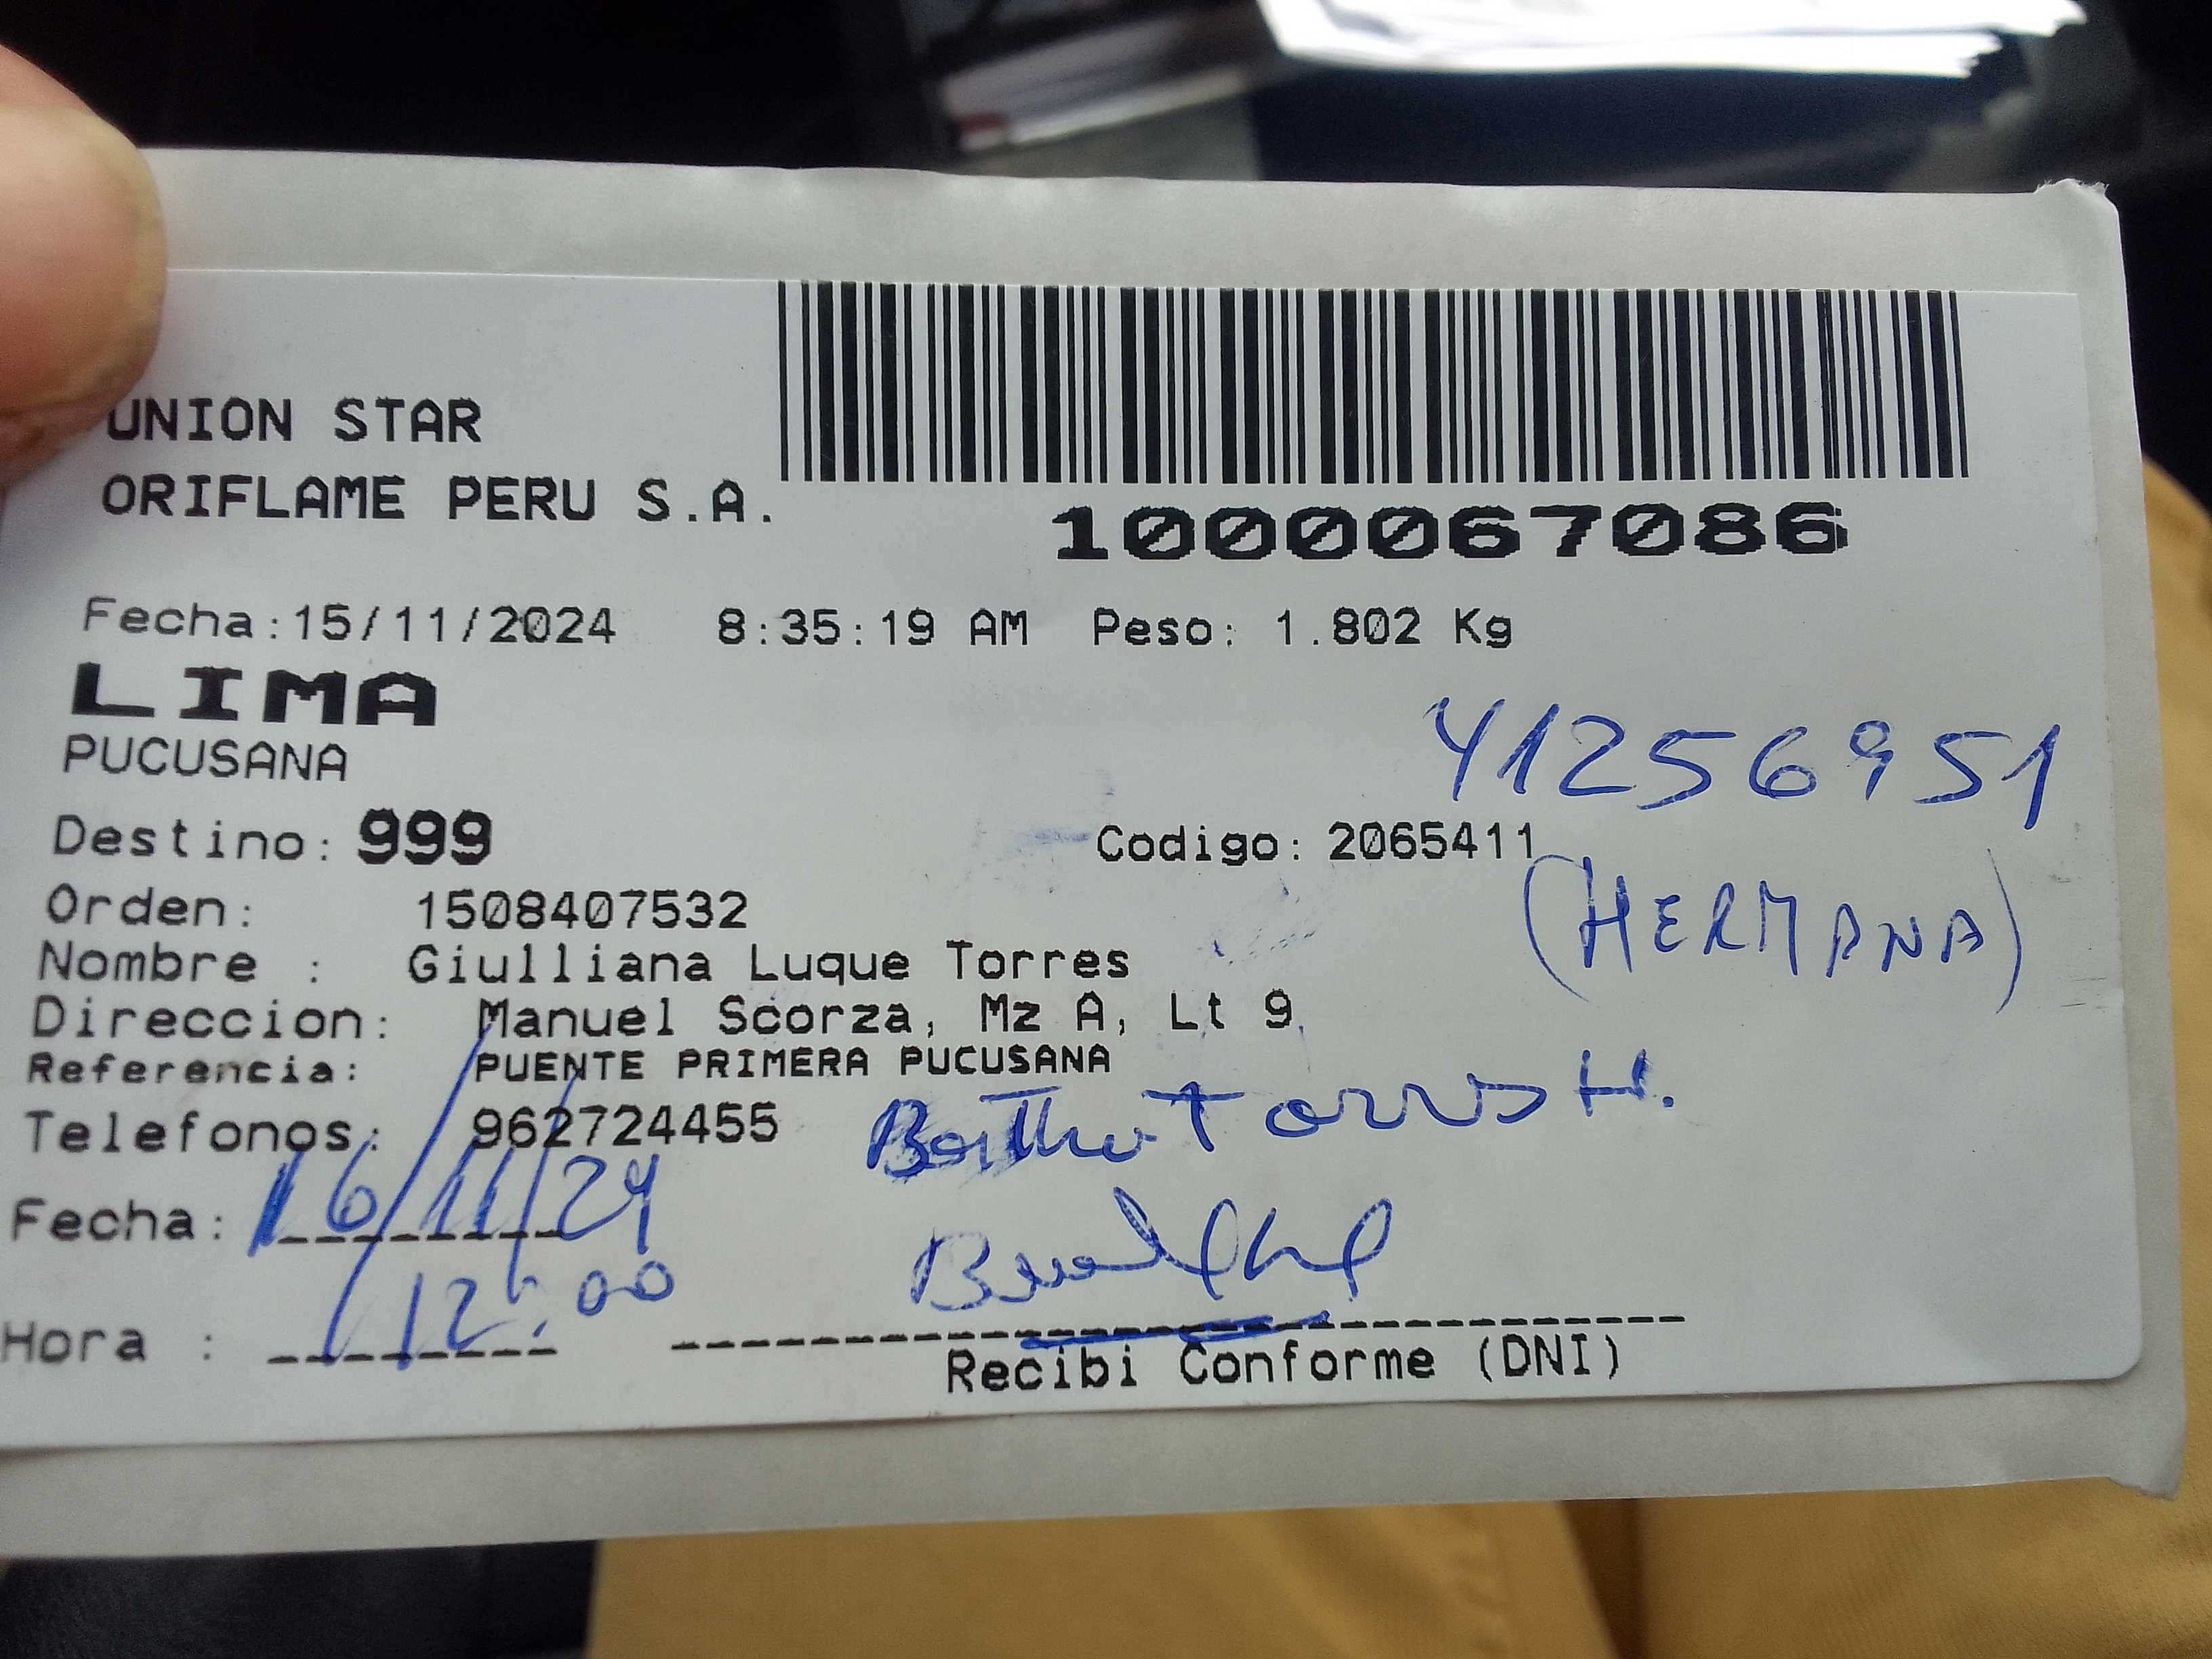 UNION STAR
ORIFLAME PERU S.A.
1000067086
Fecha:15/11/2024 8:35:19 AM Peso: 1.802 Kg
LIMA
PUCUSANA
41256951
Destino: 999 Codigo: 2065411
(HERMANA)
Orden: 1508407532
Nombre : Giulliana Luque Torres
Direccion: Manuel Scorza, Mz A, Lt 9
Referencia: PUENTE PRIMERA PUCUSANA
Telefonos: 962724455
Torres H.
Fecha: 16/11/24
Hora : 12:00
Recibi Conforme (DNI)